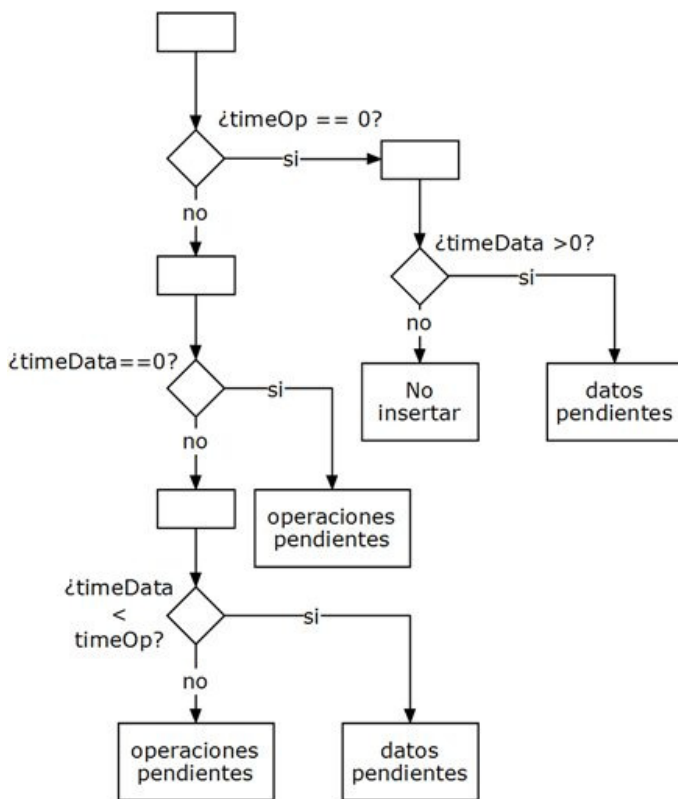 ¿timeOp == 0?
si
no
¿timeData >0?
si
no
¿timeData==0?
No
insertar
datos
pendientes
si
no
operaciones
pendientes
¿timeData
<
timeOp?
si
no
operaciones
pendientes
datos
pendientes